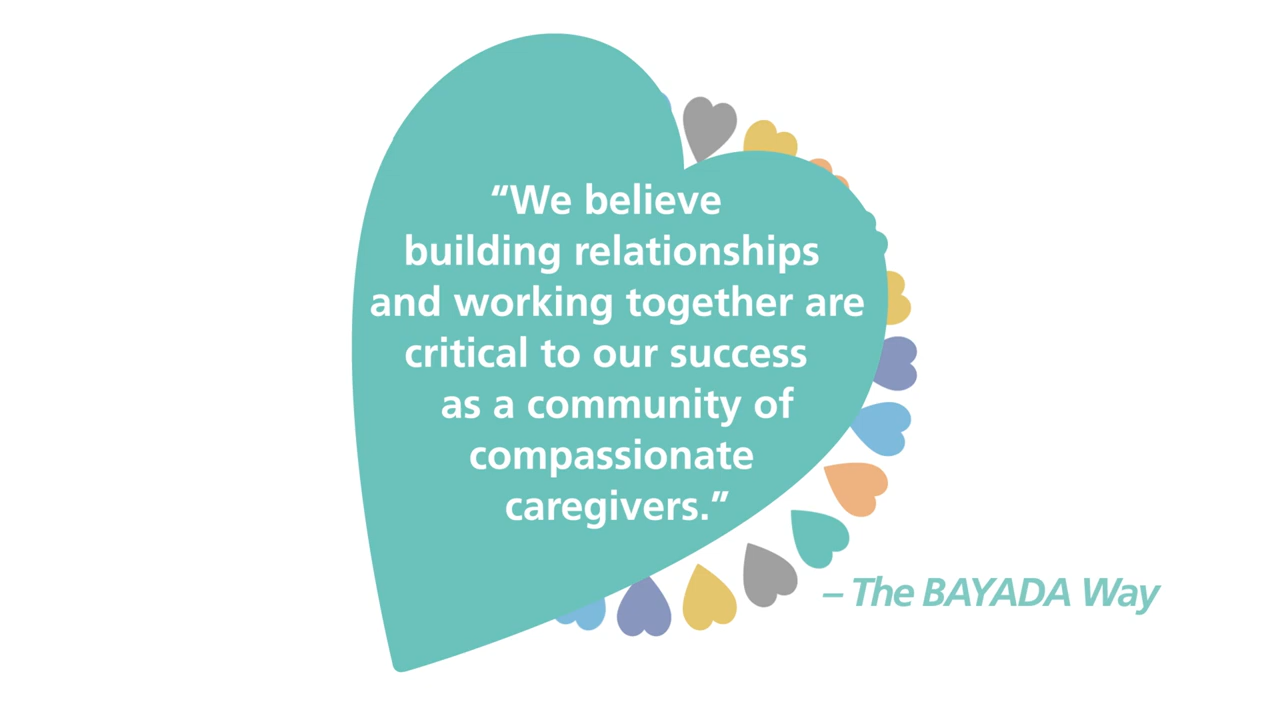 “We believe
building relationships
and working together are
critical to our success
as a community of
compassionate
caregivers.”
– The BAYADA Way